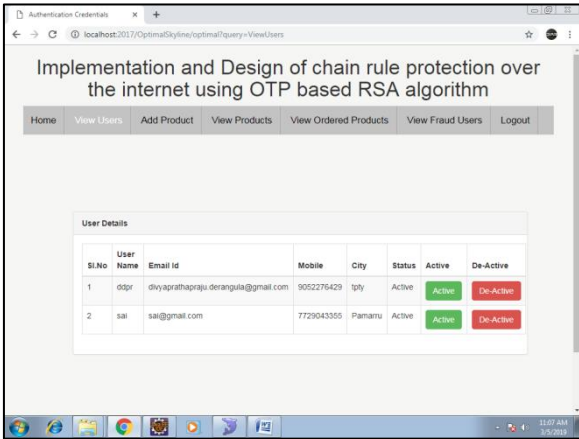 Authentication Credentials
localhost:2017/OptimalSkyline/optimal?query=ViewUsers
Implementation and Design of chain rule protection over
the internet using OTP based RSA algorithm
Home View Users Add Product View Products View Ordered Products View Fraud Users Logout
User Details
Sl.No User Name Email Id Mobile City Status Active De-Active
1 ddpr divyaprathapraju.derangula@gmail.com 9052276429 tpty Active Active De-Active
2 sai sai@gmail.com 7729043355 Pamarru Active Active De-Active
11:07 AM
3/5/2019